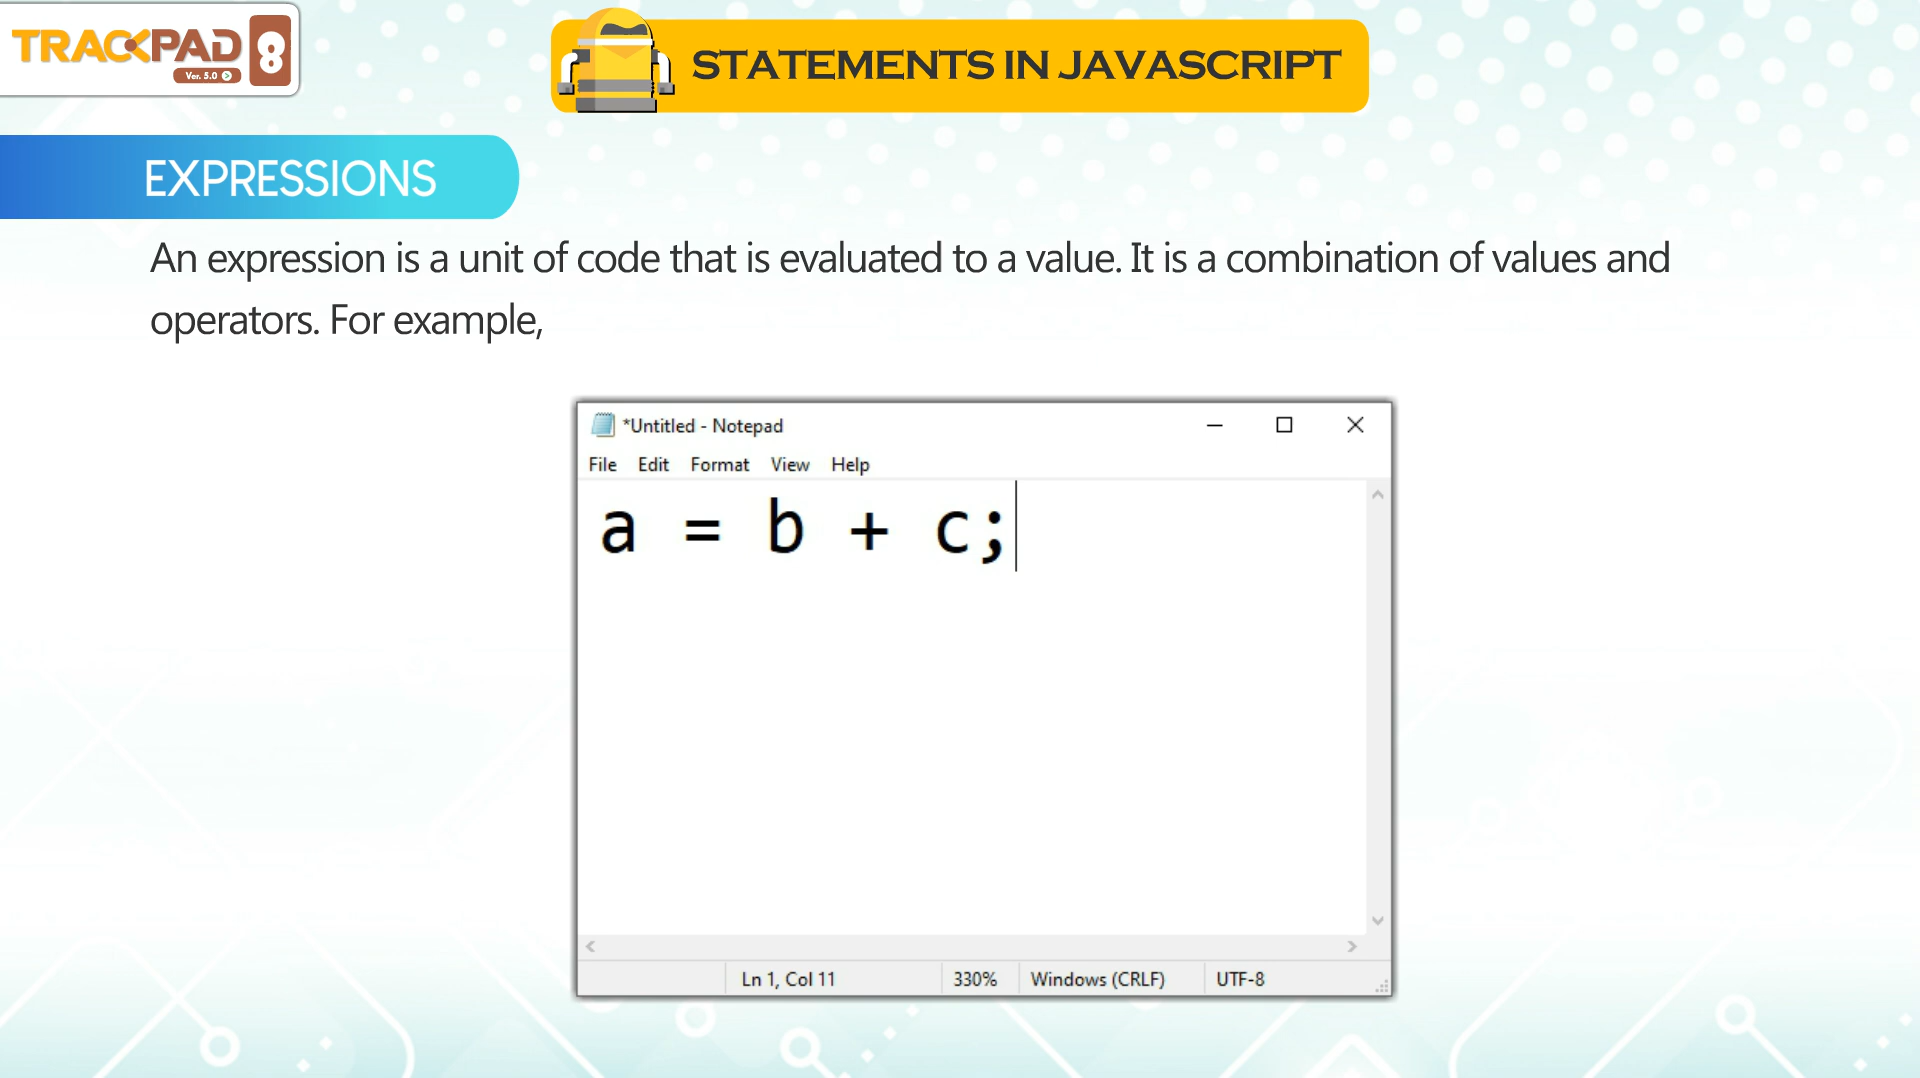 TRACKPAD 8
Ver. 5.0
STATEMENTS IN JAVASCRIPT
EXPRESSIONS
An expression is a unit of code that is evaluated to a value. It is a combination of values and
operators. For example,
*Untitled - Notepad
File Edit Format View Help
a = b + c;
Ln 1, Col 11 330% Windows (CRLF) UTF-8